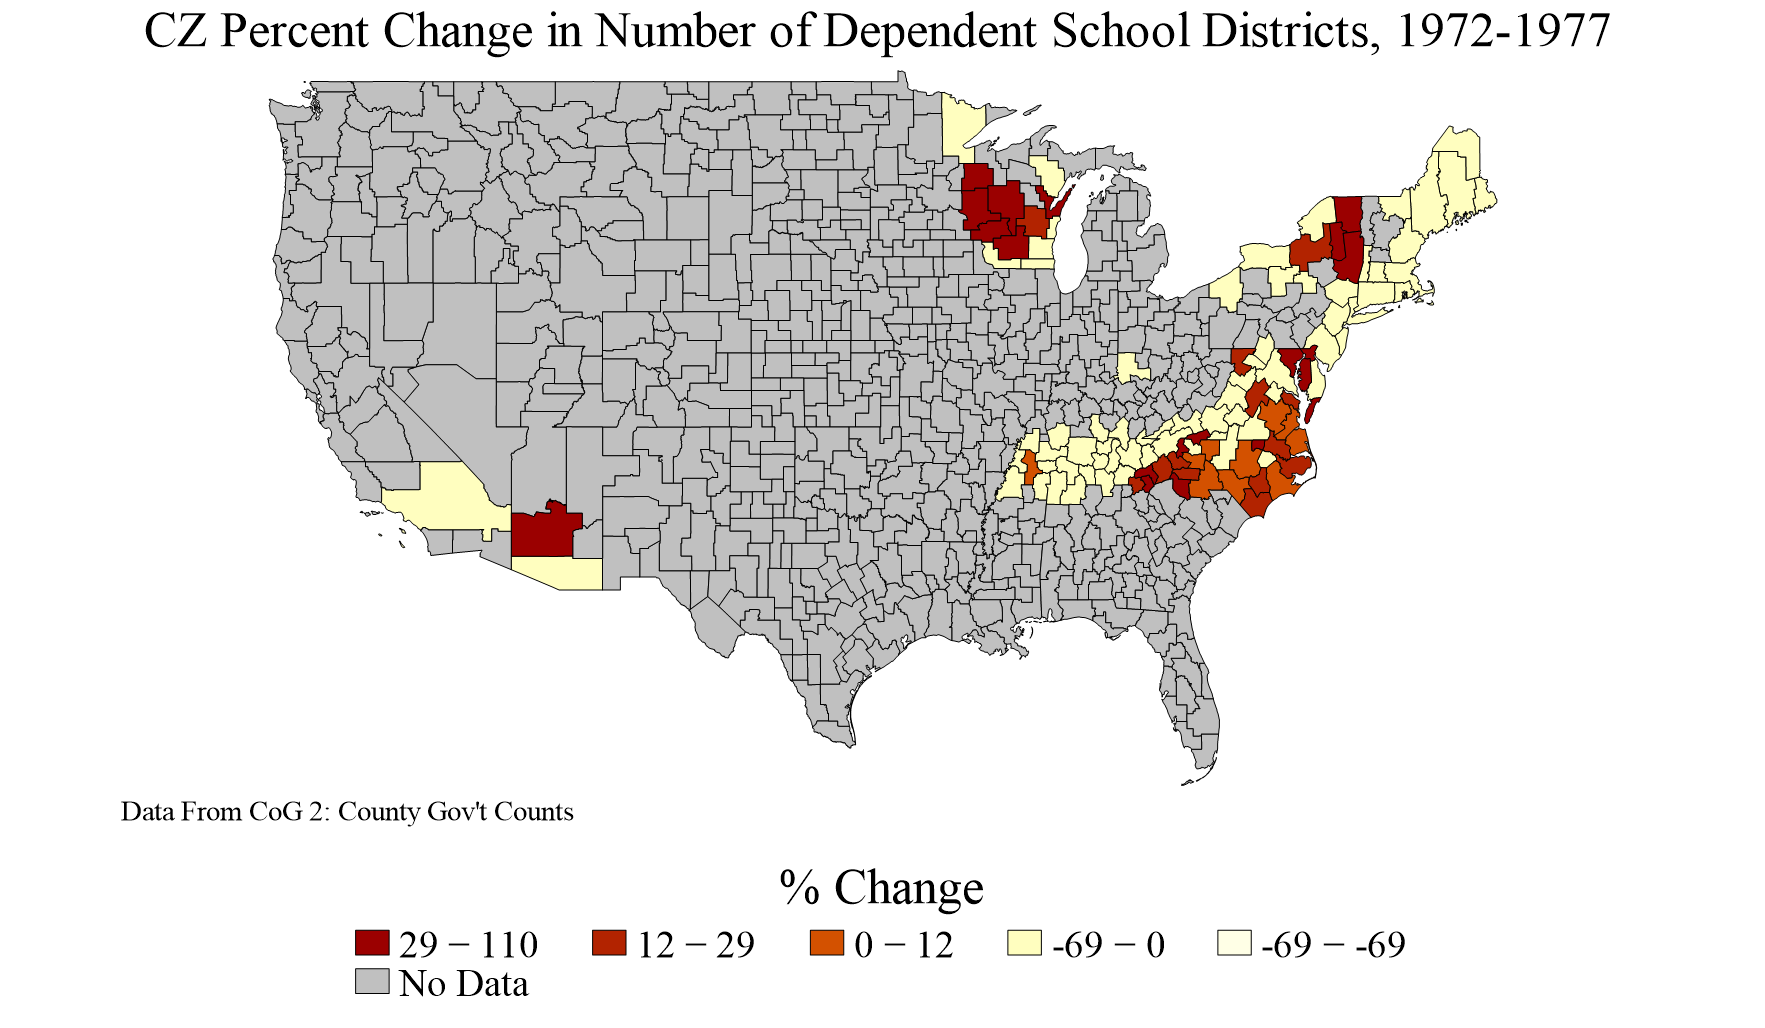 CZ Percent Change in Number of Dependent School Districts, 1972-1977
Data From CoG 2: County Gov't Counts
% Change
29 − 110 12 − 29 0 − 12 -69 − 0 -69 − -69
No Data